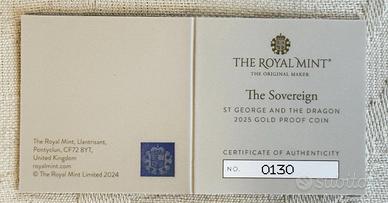 The Royal Mint, Llantrisant,
Pontyclun, CF72 8YT,
United Kingdom
royalmint.com
© The Royal Mint Limited 2024
THE ROYAL MINT®
THE ORIGINAL MAKER
The Sovereign
ST GEORGE AND THE DRAGON
2025 GOLD PROOF COIN
CERTIFICATE OF AUTHENTICITY
NO. 0130
subito